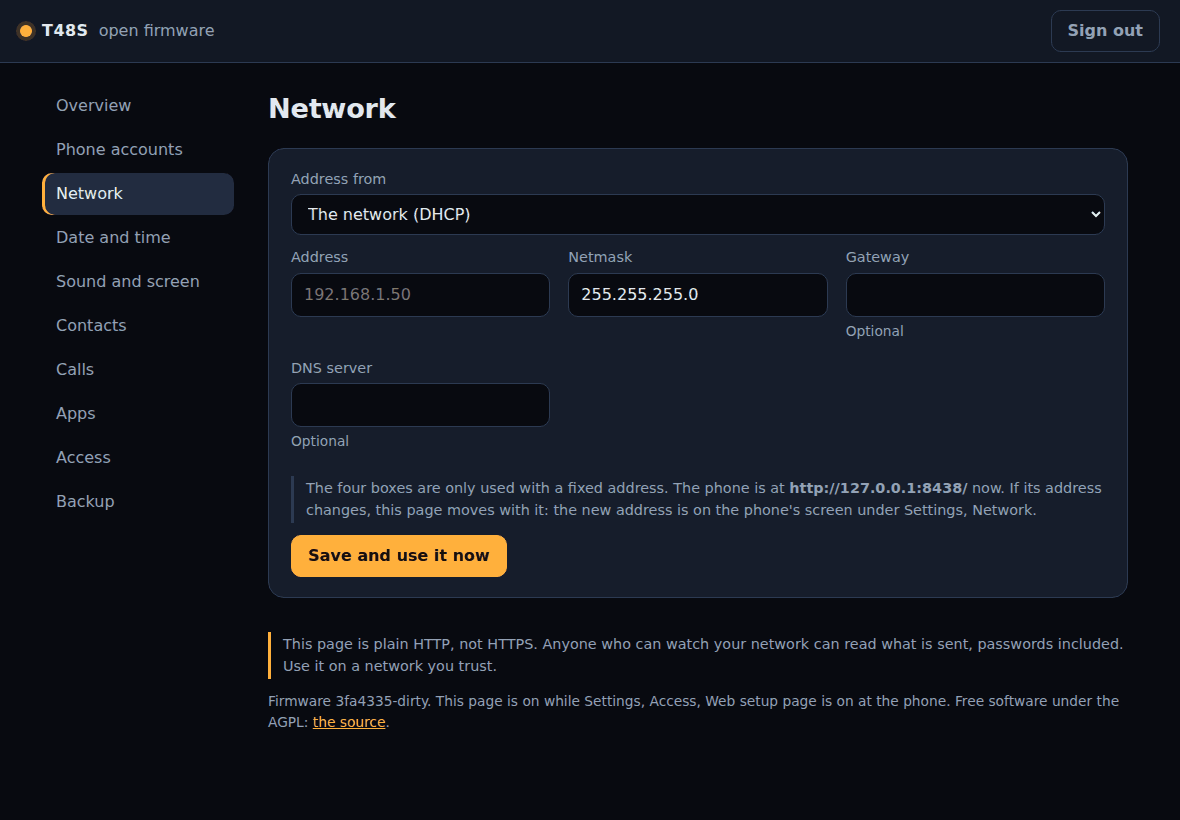 T48S open firmware
Sign out
Overview
Phone accounts
Network
Date and time
Sound and screen
Contacts
Calls
Apps
Access
Backup
Network
Address from
The network (DHCP)
Address
Netmask
Gateway
192.168.1.50
255.255.255.0
Optional
DNS server
Optional
The four boxes are only used with a fixed address. The phone is at http://127.0.0.1:8438/ now. If its address
changes, this page moves with it: the new address is on the phone's screen under Settings, Network.
Save and use it now
This page is plain HTTP, not HTTPS. Anyone who can watch your network can read what is sent, passwords included.
Use it on a network you trust.
Firmware 3fa4335-dirty. This page is on while Settings, Access, Web setup page is on at the phone. Free software under the
AGPL: the source.